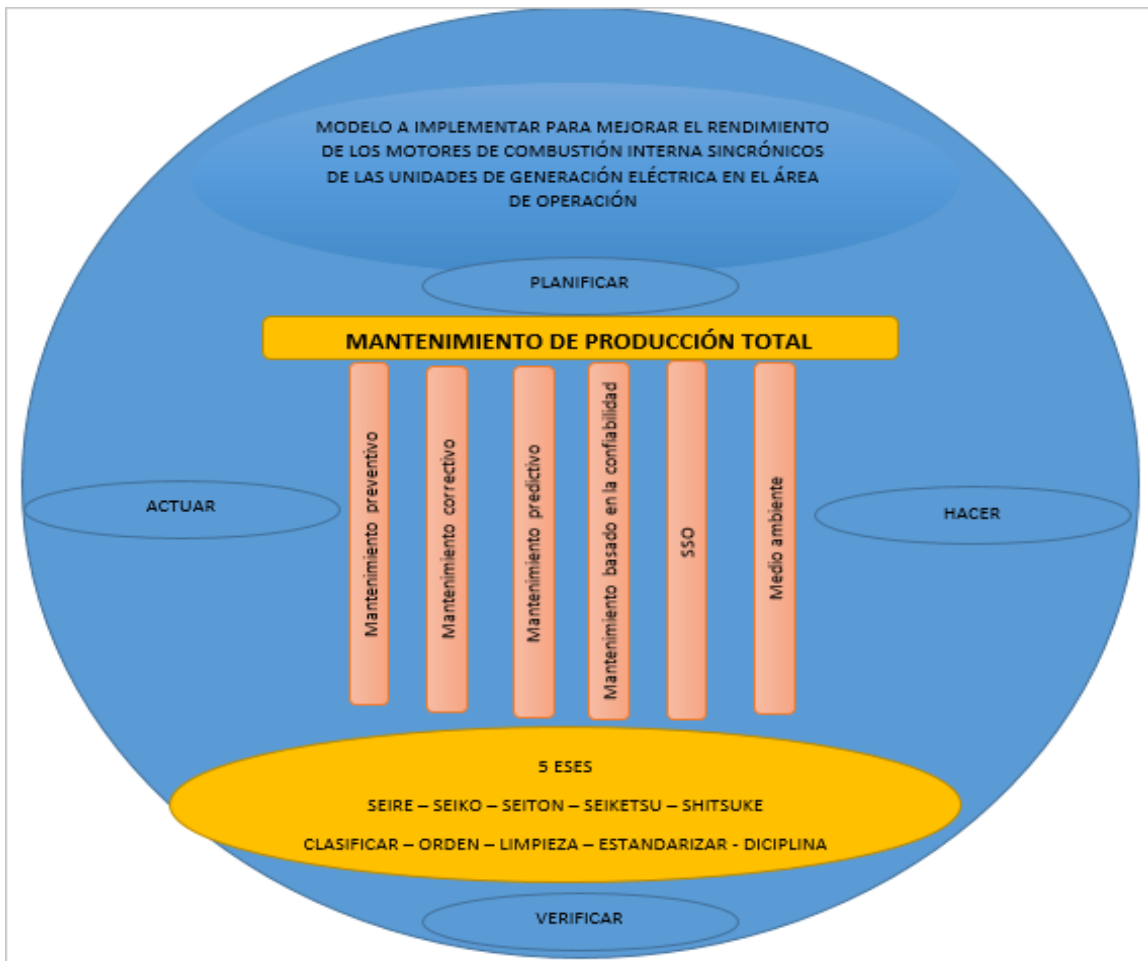 MODELO A IMPLEMENTAR PARA MEJORAR EL RENDIMIENTO
DE LOS MOTORES DE COMBUSTIÓN INTERNA SINCRÓNICOS
DE LAS UNIDADES DE GENERACIÓN ELÉCTRICA EN EL ÁREA
DE OPERACIÓN
PLANIFICAR
MANTENIMIENTO DE PRODUCCIÓN TOTAL
Mantenimiento preventivo
Mantenimiento correctivo
Mantenimiento predictivo
Mantenimiento basado en la confiabilidad
SSO
Medio ambiente
ACTUAR
HACER
5 ESES
SEIRE – SEIKO – SEITON – SEIKETSU – SHITSUKE
CLASIFICAR – ORDEN – LIMPIEZA – ESTANDARIZAR - DICIPLINA
VERIFICAR